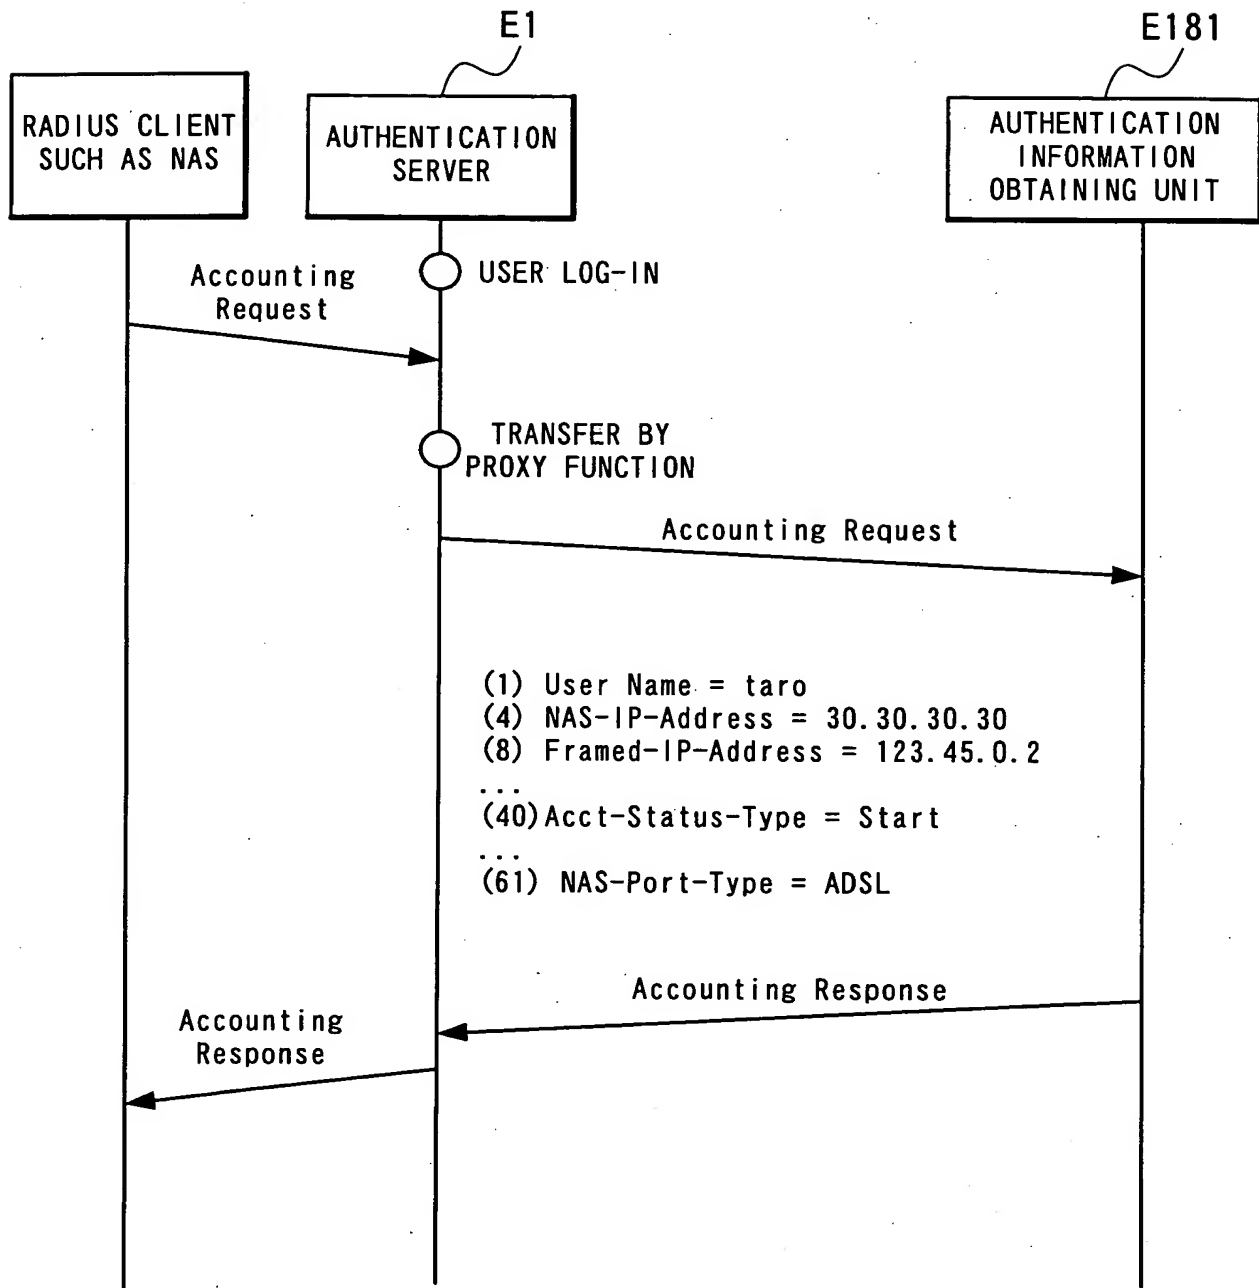 E1
E181
RADIUS CLIENT
SUCH AS NAS
AUTHENTICATION
SERVER
AUTHENTICATION
INFORMATION
OBTAINING UNIT
USER LOG-IN
Accounting
Request
TRANSFER BY
PROXY FUNCTION
Accounting Request
(1) User Name = taro
(4) NAS-IP-Address = 30.30.30.30
(8) Framed-IP-Address = 123.45.0.2
...
(40)Acct-Status-Type = Start
...
(61) NAS-Port-Type = ADSL
Accounting Response
Accounting
Response